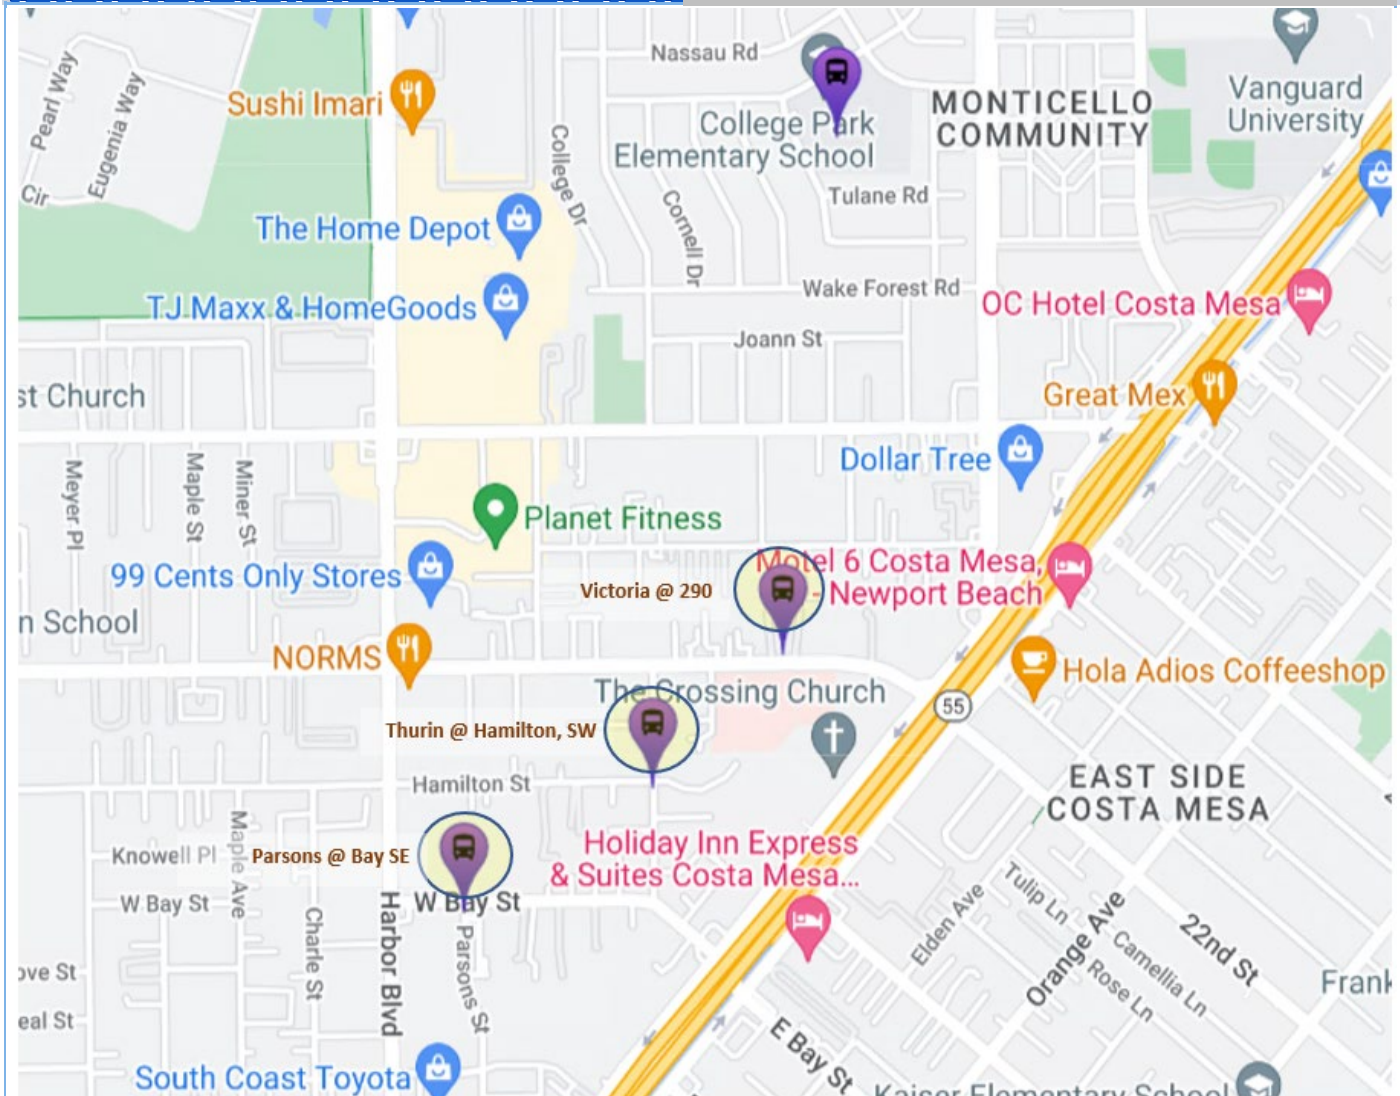 Nassau Rd
Pearl Way
Eugenia Way
Sushi Imari
College Park
Elementary School
MONTICELLO
COMMUNITY
Vanguard
University
Cir
College Dr
Cornell Dr
Tulane Rd
The Home Depot
TJ Maxx & HomeGoods
Wake Forest Rd
OC Hotel Costa Mesa
Joann St
st Church
Great Mex
Meyer Pl
Maple St
Miner St
Dollar Tree
Planet Fitness
99 Cents Only Stores
Victoria @ 290
Motel 6 Costa Mesa,
- Newport Beach
n School
NORMS
Hola Adios Coffeeshop
The Crossing Church
55
Thurin @ Hamilton, SW
Hamilton St
EAST SIDE
COSTA MESA
Knowell Pl
Maple Ave
Parsons @ Bay SE
Holiday Inn Express
& Suites Costa Mesa...
W Bay St
W Bay St
Harbor Blvd
Charle St
Parsons St
Elden Ave
Tulip Ln
Orange Ave
Camellia Ln
Rose Ln
22nd St
ove St
eal St
Frank
E Bay St
South Coast Toyota
Kaiser Elementary School